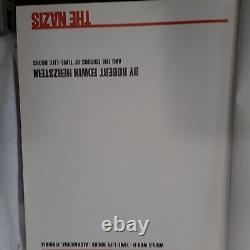 THE NAZIS
BY ROBERT EDWIN HERZSTEIN
AND THE EDITORS OF TIME-LIFE BOOKS
WORLD WAR II · TIME-LIFE BOOKS · ALEXANDRIA, VIRGINIA